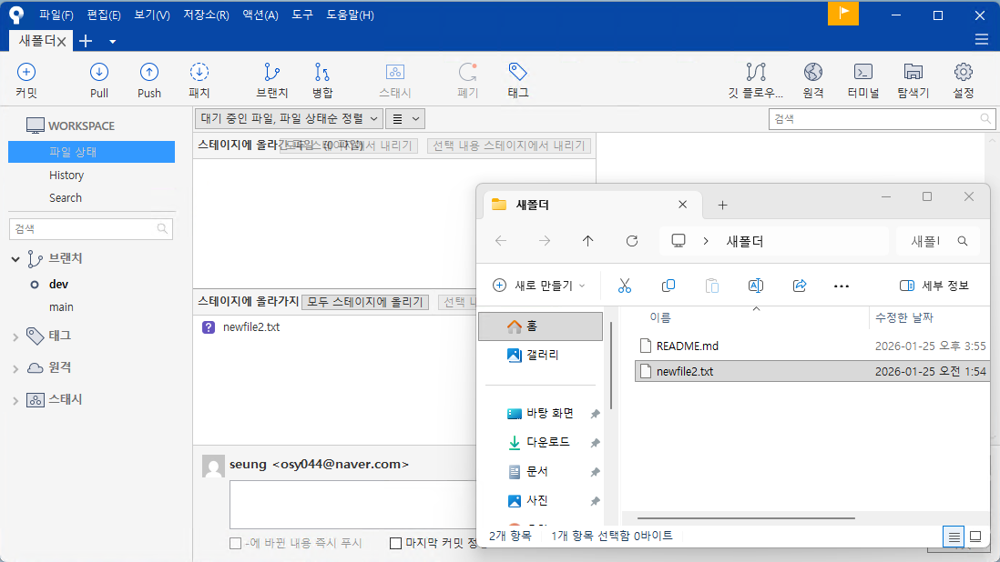 파일(F) 편집(E) 보기(V) 저장소(R) 액션(A) 도구 도움말(H)
새폴더
커밋 Pull Push 패치 브랜치 병합 스태시 폐기 태그 깃 플로우... 원격 터미널 탐색기 설정
WORKSPACE
파일 상태
History
Search
검색
브랜치
dev
main
태그
원격
스태시
대기 중인 파일, 파일 상태순 정렬
검색
스테이지에 올라간 파일 모두 스테이지에서 내리기 선택 내용 스테이지에서 내리기
스테이지에 올라가지 모두 스테이지에 올리기 선택 내
newfile2.txt
seung <osy044@naver.com>
-에 바뀐 내용 즉시 푸시 마지막 커밋 정
새폴더
새폴더 새폴
새로 만들기 세부 정보
홈
갤러리
바탕 화면
다운로드
문서
사진
이름 수정한 날짜
README.md 2026-01-25 오후 3:55
newfile2.txt 2026-01-25 오전 1:54
2개 항목 1개 항목 선택함 0바이트